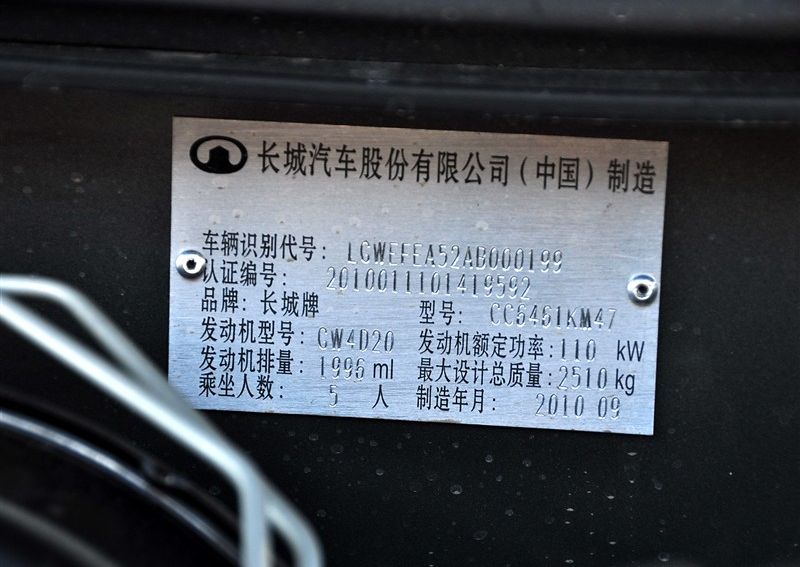 长城汽车股份有限公司（中国）制造
车辆识别代号：LGWEFEA52AB000199
认证编号：2010011101419592
品牌：长城牌 型号：CC6461KM47
发动机型号：GW4D20 发动机额定功率：110 kW
发动机排量：1996 ml 最大设计总质量：2510 kg
乘坐人数：5 人 制造年月：2010 09